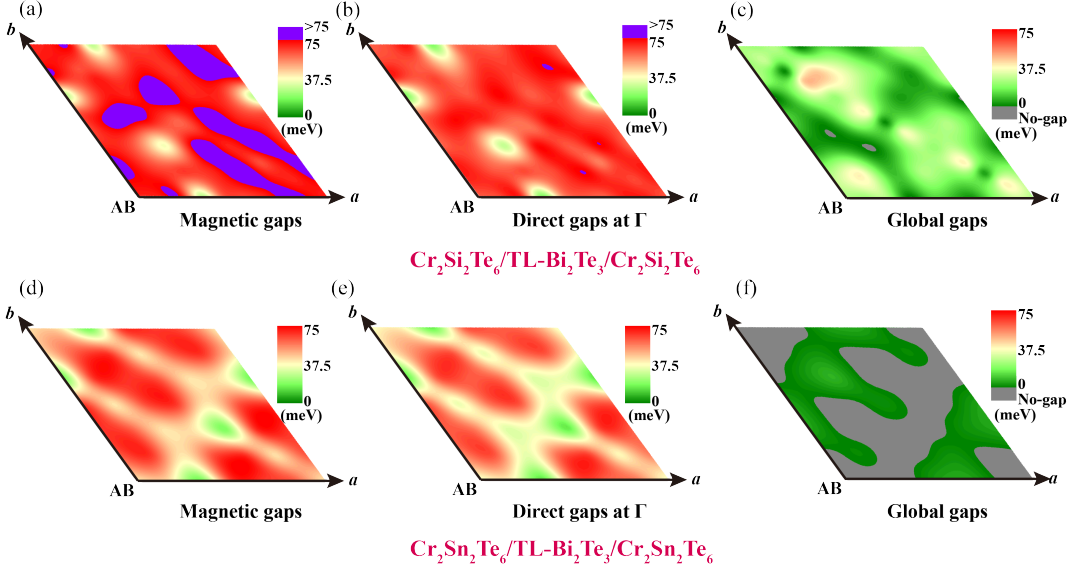 (a)
b
>75
75
37.5
0
(meV)
AB
a
Magnetic gaps
(b)
b
>75
75
37.5
0
(meV)
AB
a
Direct gaps at Γ
(c)
b
75
37.5
0
No-gap
(meV)
AB
a
Global gaps
Cr₂Si₂Te₆/TL-Bi₂Te₃/Cr₂Si₂Te₆
(d)
b
75
37.5
0
(meV)
AB
a
Magnetic gaps
(e)
b
75
37.5
0
(meV)
AB
a
Direct gaps at Γ
(f)
b
75
37.5
0
No-gap
(meV)
AB
a
Global gaps
Cr₂Sn₂Te₆/TL-Bi₂Te₃/Cr₂Sn₂Te₆